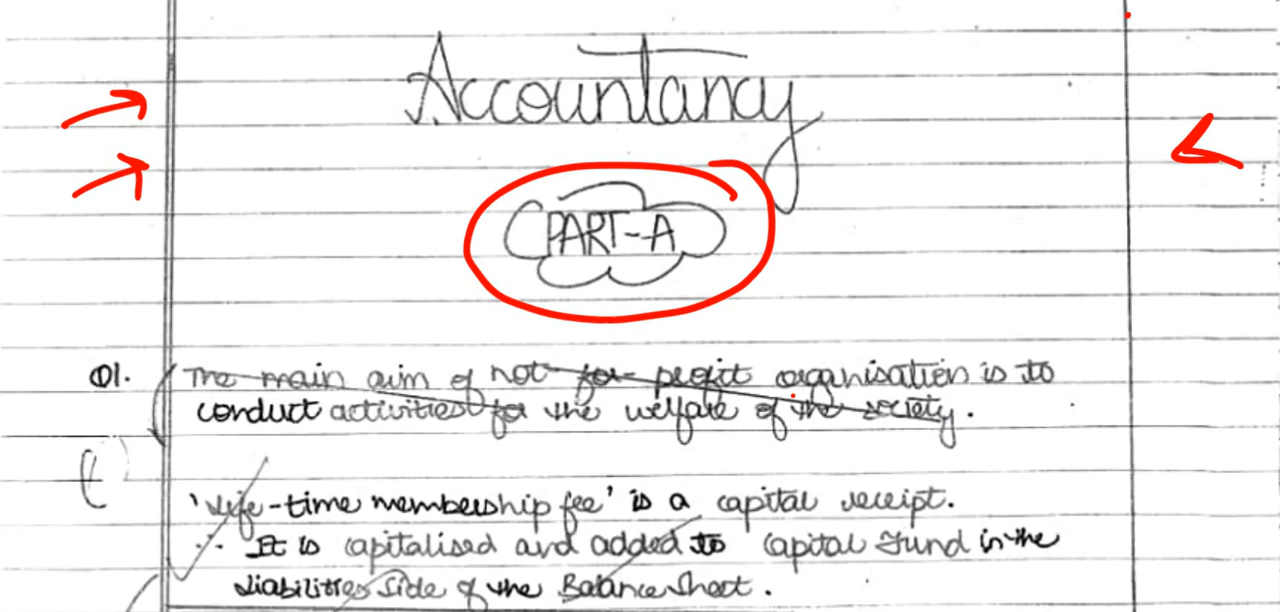 Accountancy
PART-A
Q1. The main aim of not for profit organisation is to
conduct activities for the welfare of the society.
'Life-time membership fee' is a capital receipt.
∴ It is capitalised and added to Capital Fund in the
Liabilities Side of the Balance Sheet.